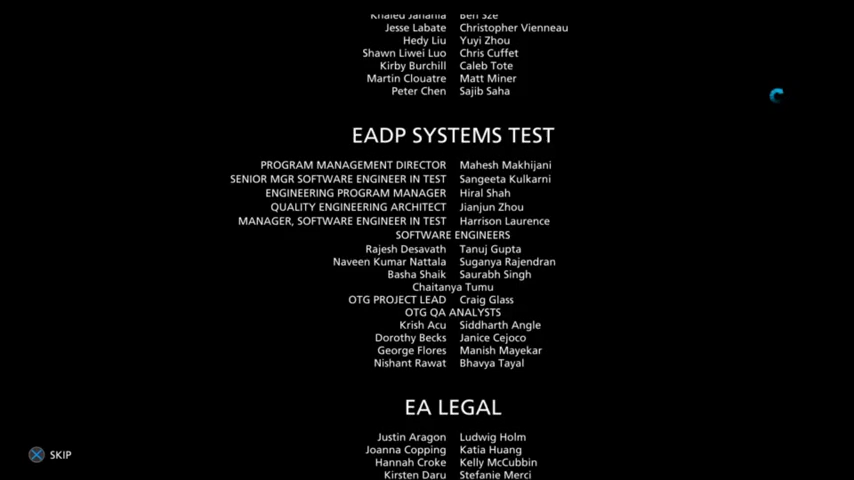 Khaled Janania Ben Sze
Jesse Labate Christopher Vienneau
Hedy Liu Yuyi Zhou
Shawn Liwei Luo Chris Cuffet
Kirby Burchill Caleb Tote
Martin Clouatre Matt Miner
Peter Chen Sajib Saha
EADP SYSTEMS TEST
PROGRAM MANAGEMENT DIRECTOR Mahesh Makhijani
SENIOR MGR SOFTWARE ENGINEER IN TEST Sangeeta Kulkarni
ENGINEERING PROGRAM MANAGER Hiral Shah
QUALITY ENGINEERING ARCHITECT Jianjun Zhou
MANAGER, SOFTWARE ENGINEER IN TEST Harrison Laurence
SOFTWARE ENGINEERS
Rajesh Desavath Tanuj Gupta
Naveen Kumar Nattala Suganya Rajendran
Basha Shaik Saurabh Singh
Chaitanya Tumu
OTG PROJECT LEAD Craig Glass
OTG QA ANALYSTS
Krish Acu Siddharth Angle
Dorothy Becks Janice Cejoco
George Flores Manish Mayekar
Nishant Rawat Bhavya Tayal
EA LEGAL
Justin Aragon Ludwig Holm
Joanna Copping Katia Huang
Hannah Croke Kelly McCubbin
Kirsten Daru Stefanie Merci
SKIP